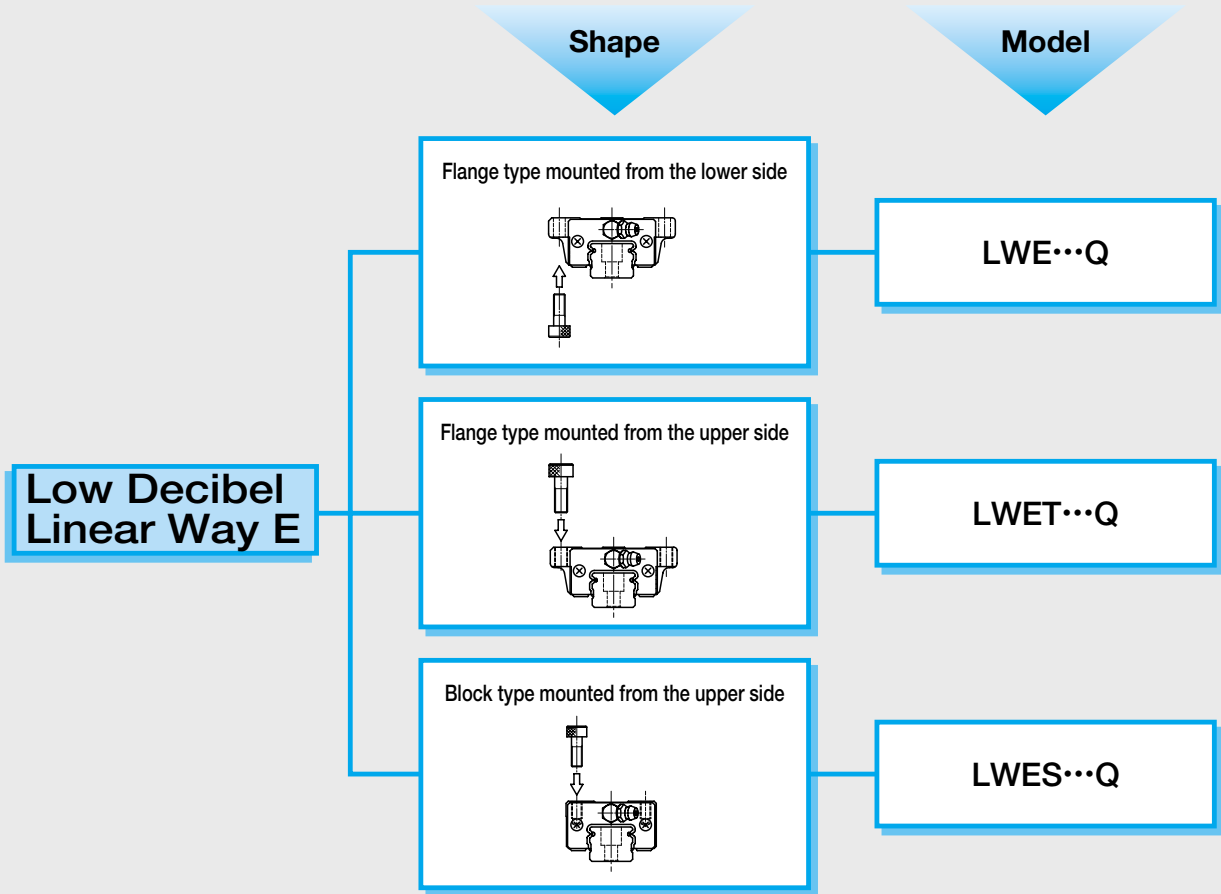 Shape
Model
Flange type mounted from the lower side
LWE···Q
Low Decibel
Linear Way E
Flange type mounted from the upper side
LWET···Q
Block type mounted from the upper side
LWES···Q